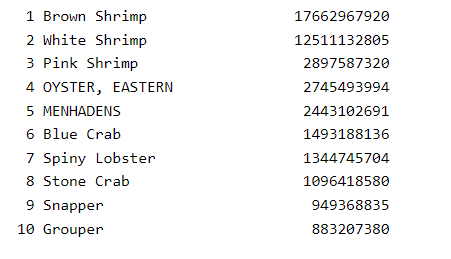 1 Brown Shrimp 17662967920
2 White Shrimp 12511132805
3 Pink Shrimp 2897587320
4 OYSTER, EASTERN 2745493994
5 MENHADENS 2443102691
6 Blue Crab 1493188136
7 Spiny Lobster 1344745704
8 Stone Crab 1096418580
9 Snapper 949368835
10 Grouper 883207380